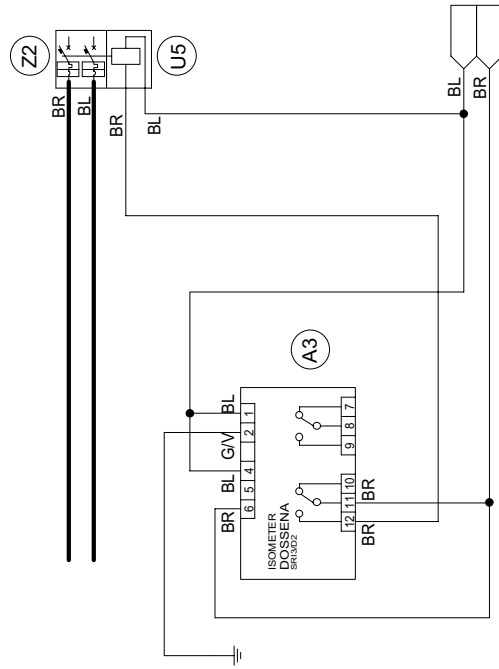 Z2
BR
BL
BR
BL
U5
BR
BL
G/V
BL
6 5 4 2 1
A3
ISOMETER
DOSSENA
SRI3/D2
12 11 10 9 8 7
BR
BR
BL
BR